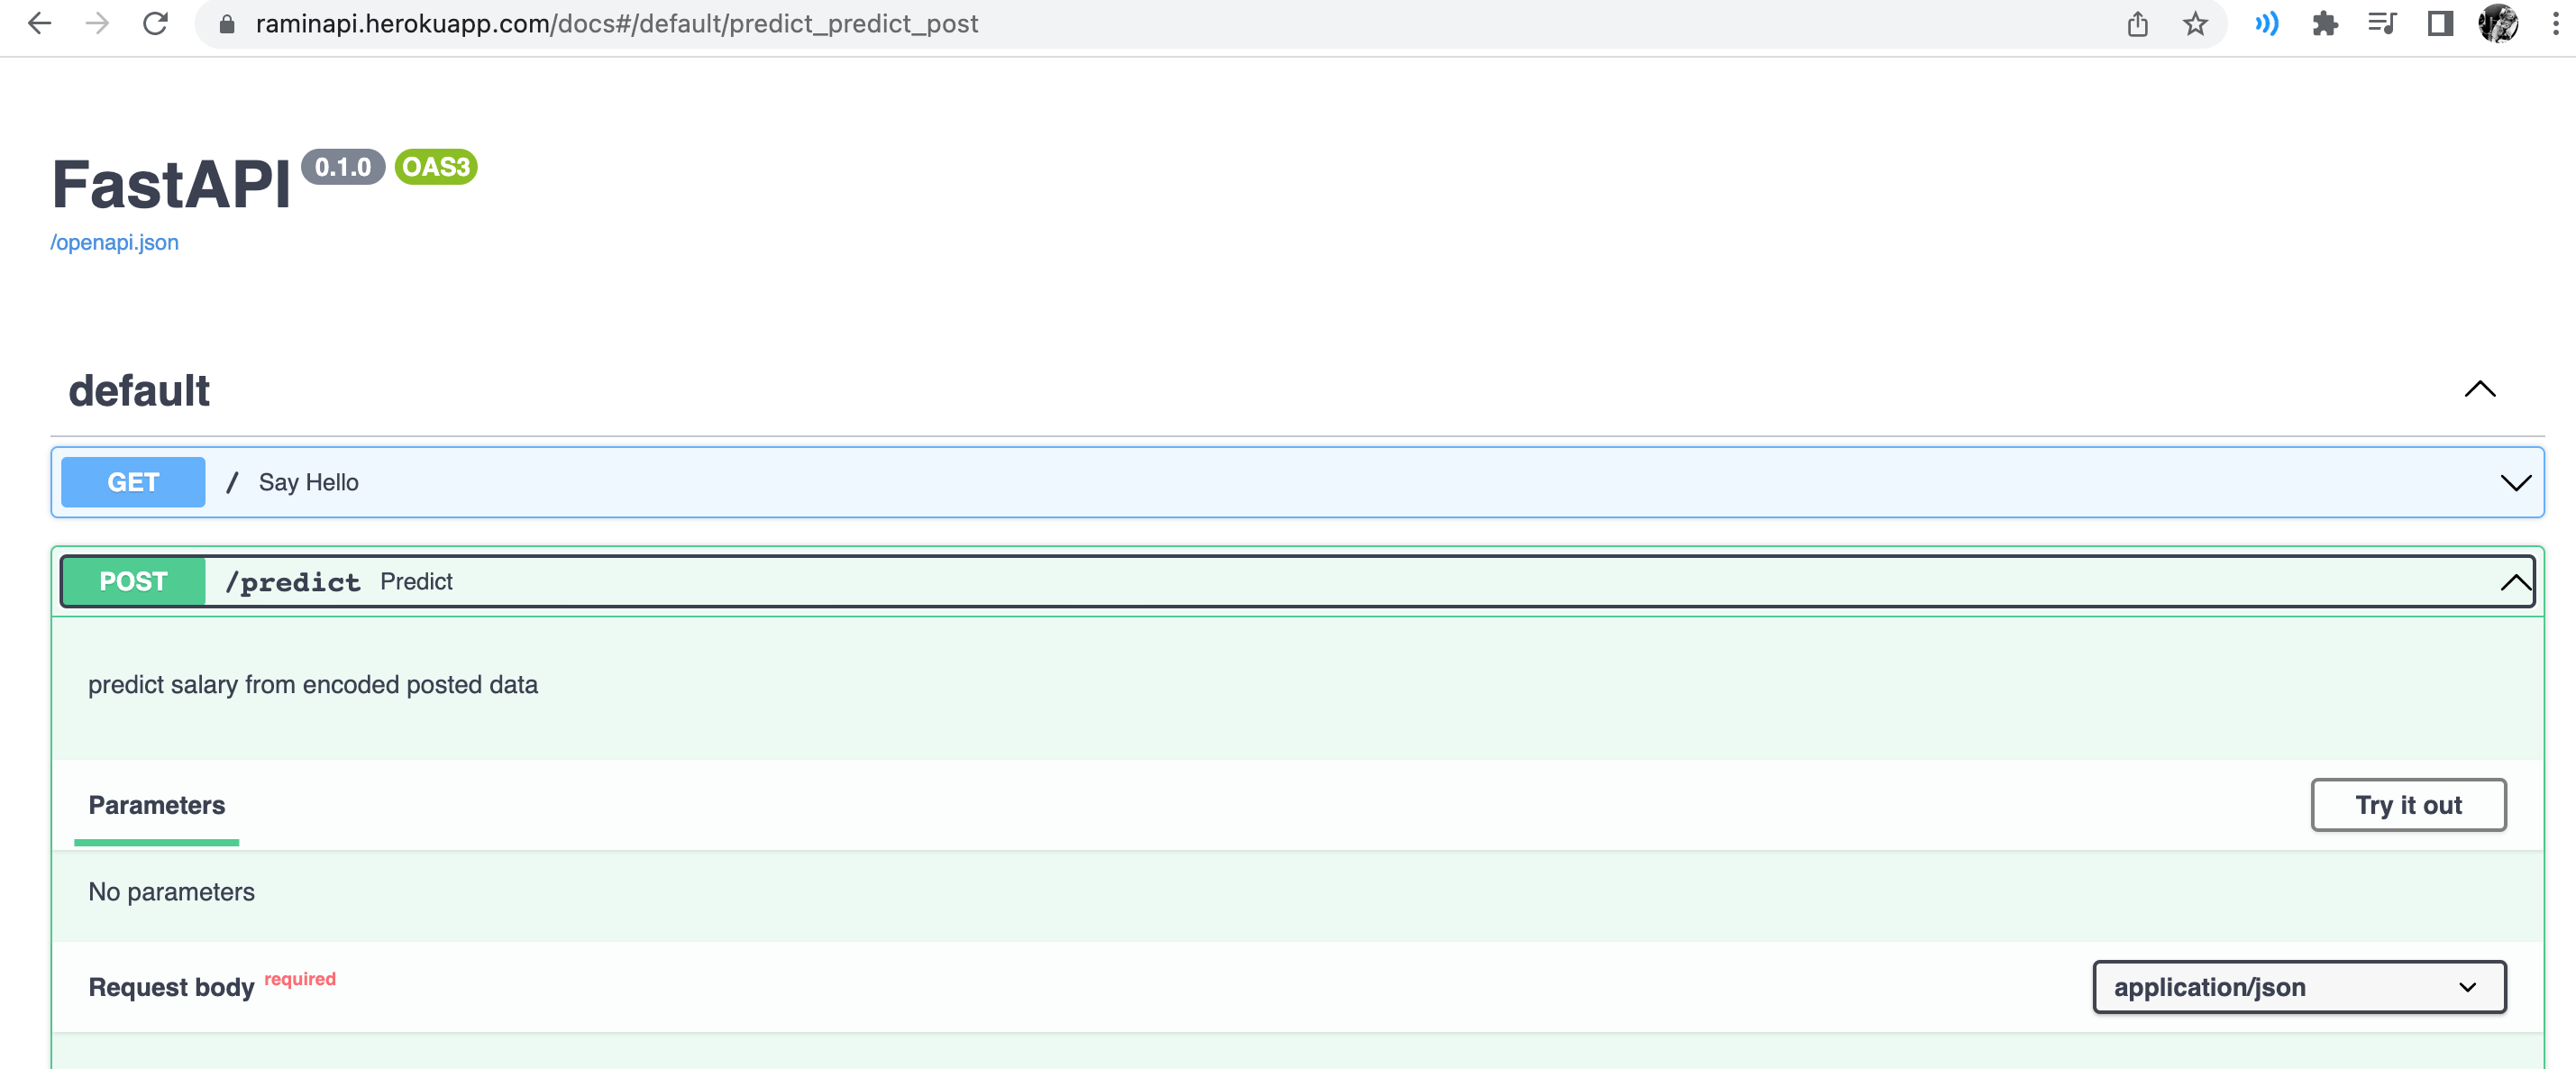 raminapi.herokuapp.com/docs#/default/predict_predict_post
FastAPI 0.1.0 OAS3
/openapi.json
default
GET / Say Hello
POST /predict Predict
predict salary from encoded posted data
Parameters Try it out
No parameters
Request body required application/json